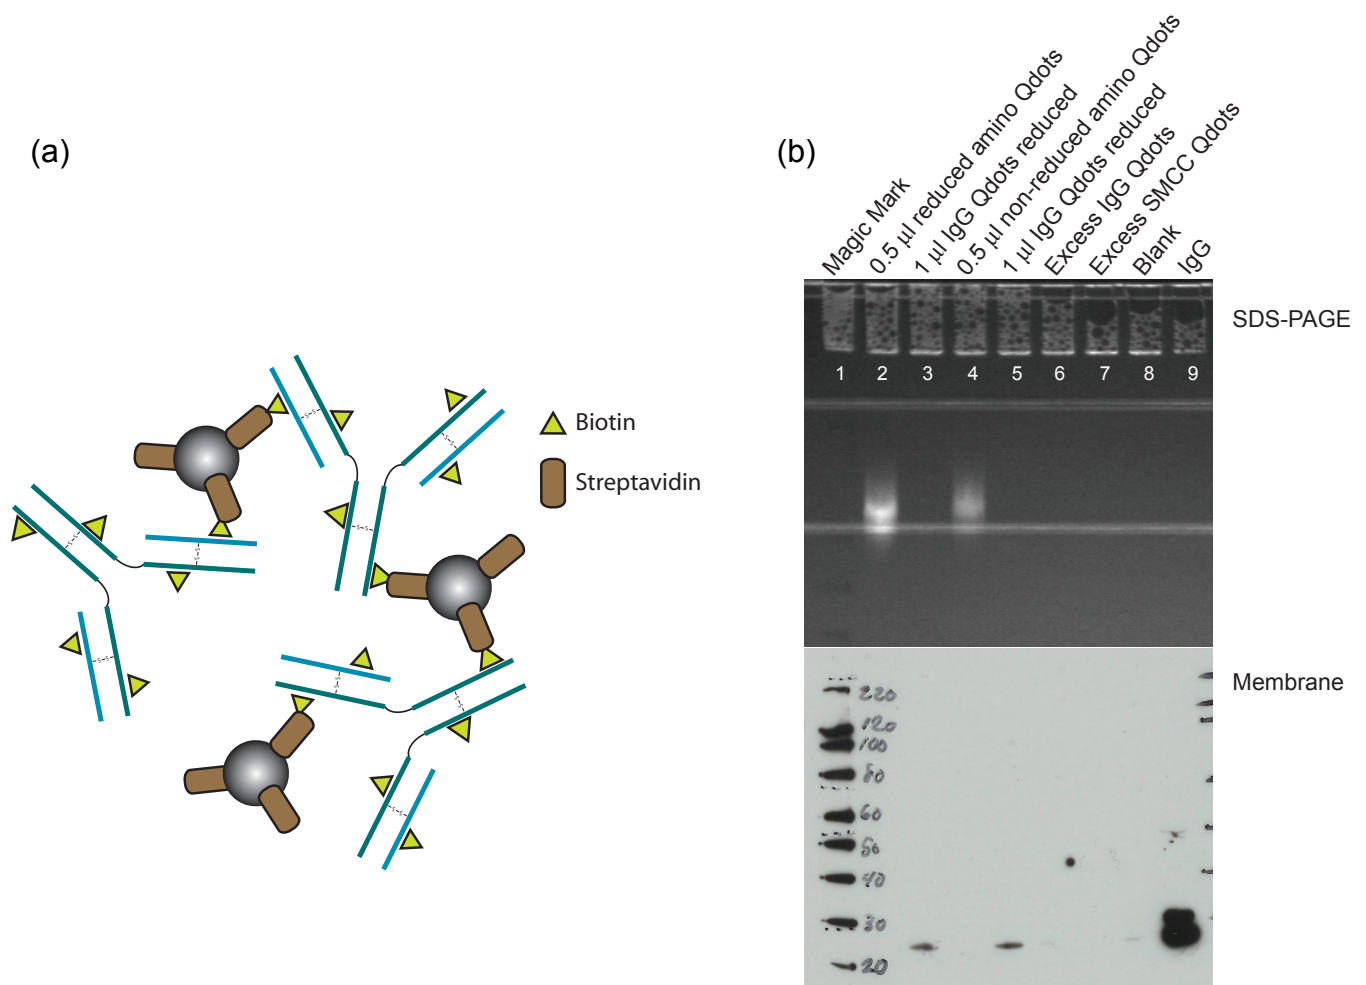 (a)
Biotin
Streptavidin
(b)
Magic Mark
0.5 µl reduced amino Qdots
1 µl IgG Qdots reduced
0.5 µl non-reduced amino Qdots
1 µl IgG Qdots reduced
Excess IgG Qdots
Excess SMCC Qdots
Blank
IgG
SDS-PAGE
1 2 3 4 5 6 7 8 9
Membrane
220
120
100
80
60
50
40
30
20